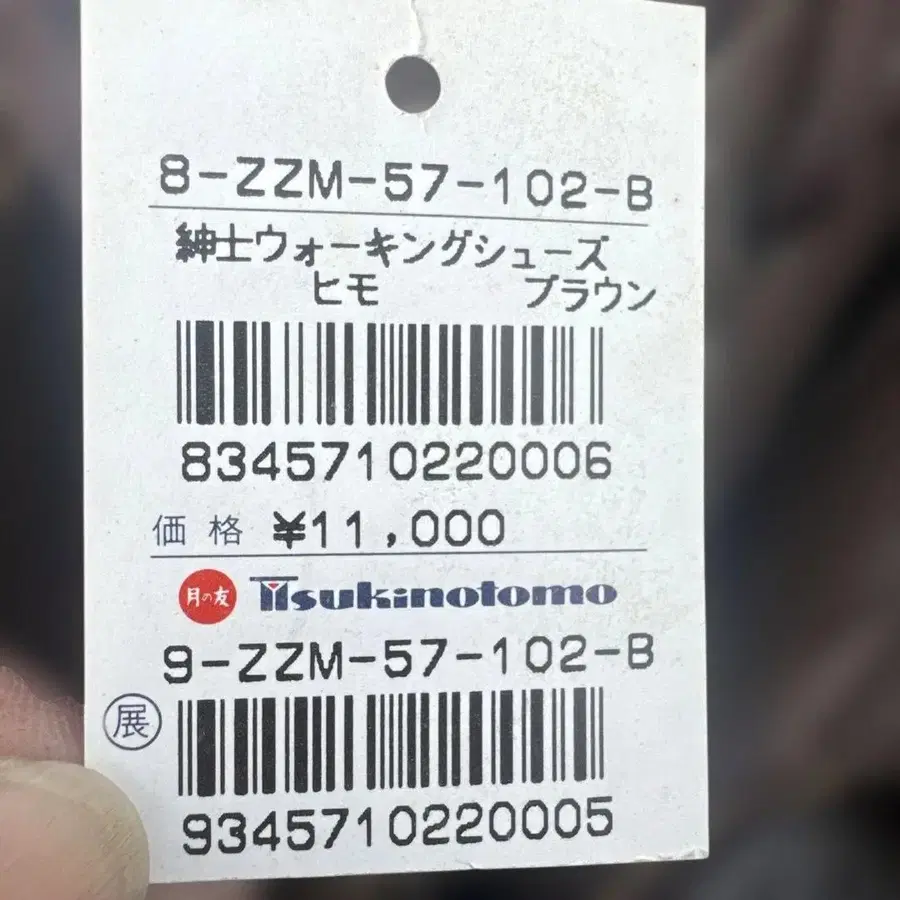 8-ZZM-57-102-B
紳士ウォーキングシューズ
ヒモ ブラウン
8345710220006
価格 ¥11,000
月の友 Tsukinotomo
9-ZZM-57-102-B
展
9345710220005